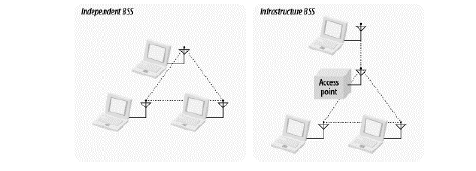 Independent BSS
Infrastructure BSS
Access
point